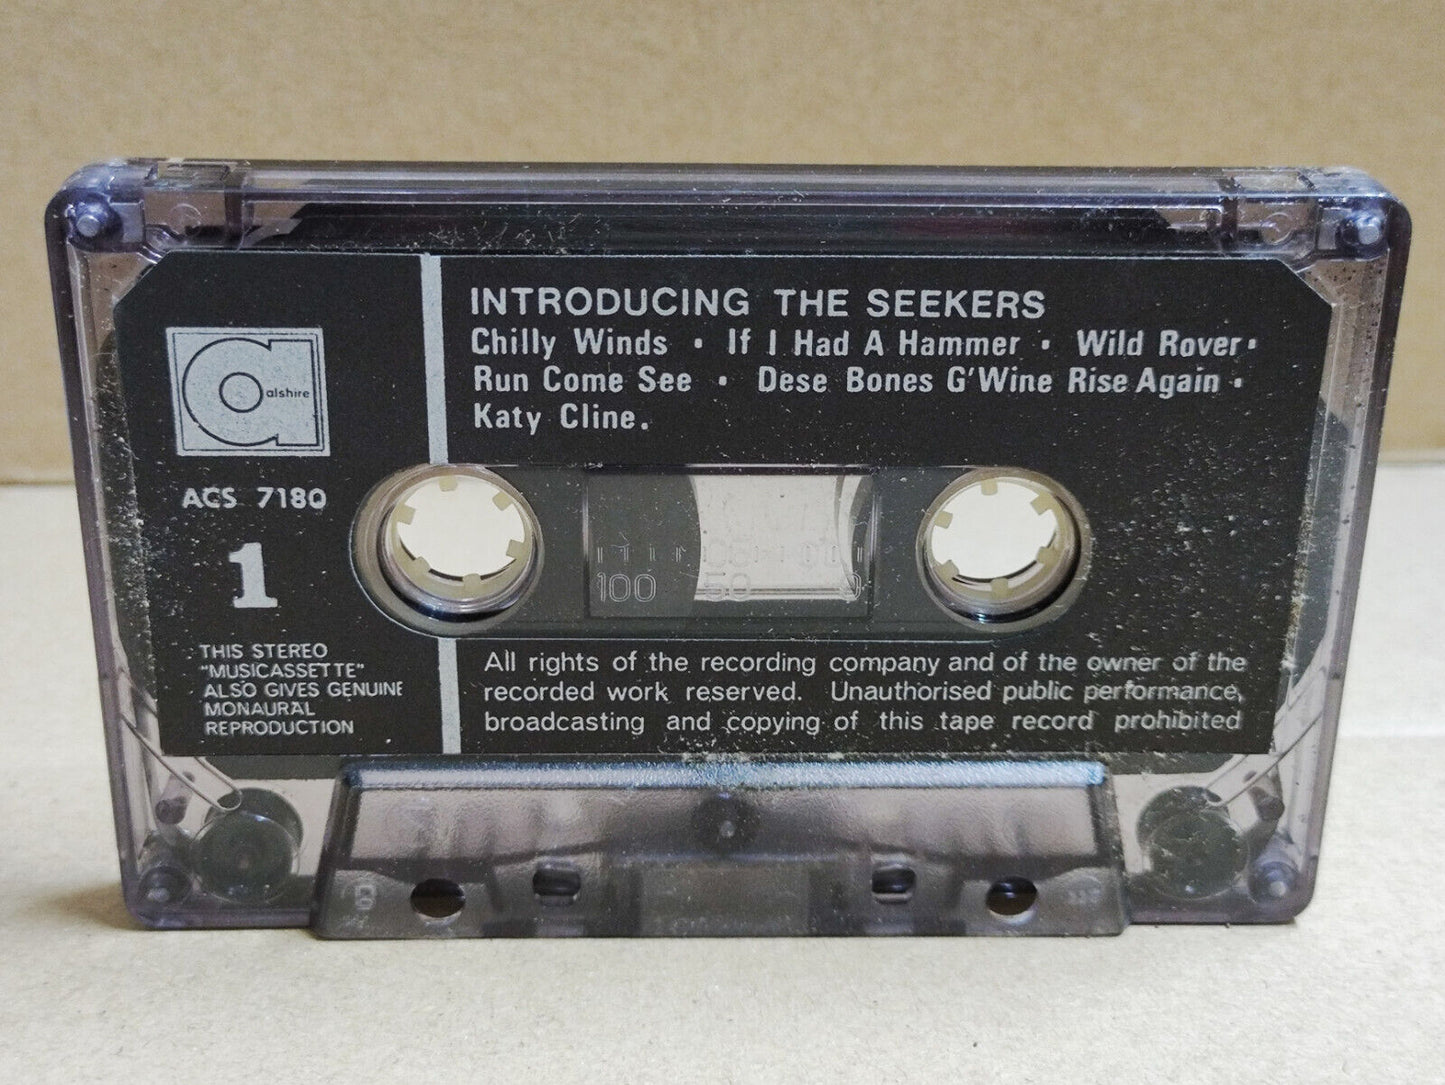 INTRODUCING THE SEEKERS
Chilly Winds • If I Had A Hammer • Wild Rover •
Run Come See • Dese Bones G'Wine Rise Again •
Katy Cline.
alshire
ACS 7180
1
100 50 0
THIS STEREO
"MUSICASSETTE"
ALSO GIVES GENUINE
MONAURAL
REPRODUCTION
All rights of the recording company and of the owner of the
recorded work reserved. Unauthorised public performance,
broadcasting and copying of this tape record prohibited